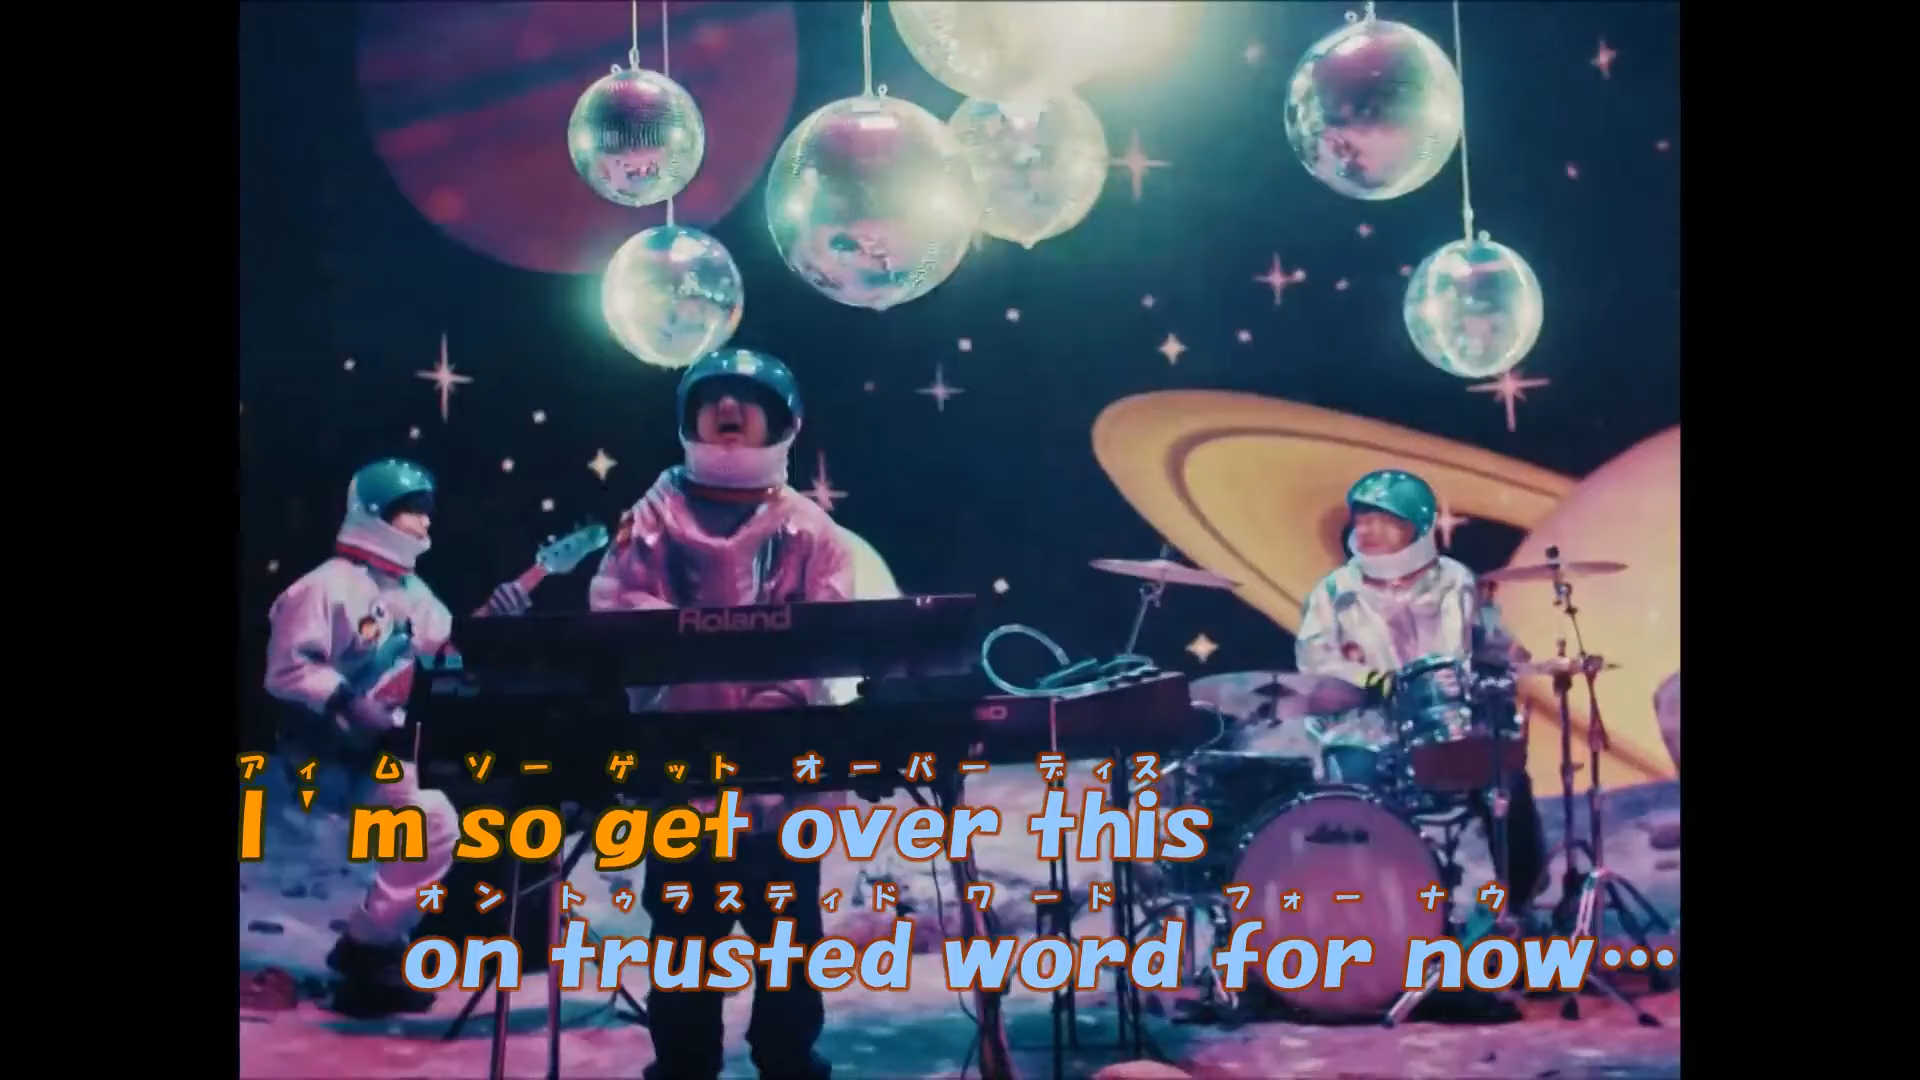 Roland
アィム ソー ゲット オーバー ディス
I'm so get over this
オン トゥラスティド ワード フォー ナウ
on trusted word for now…